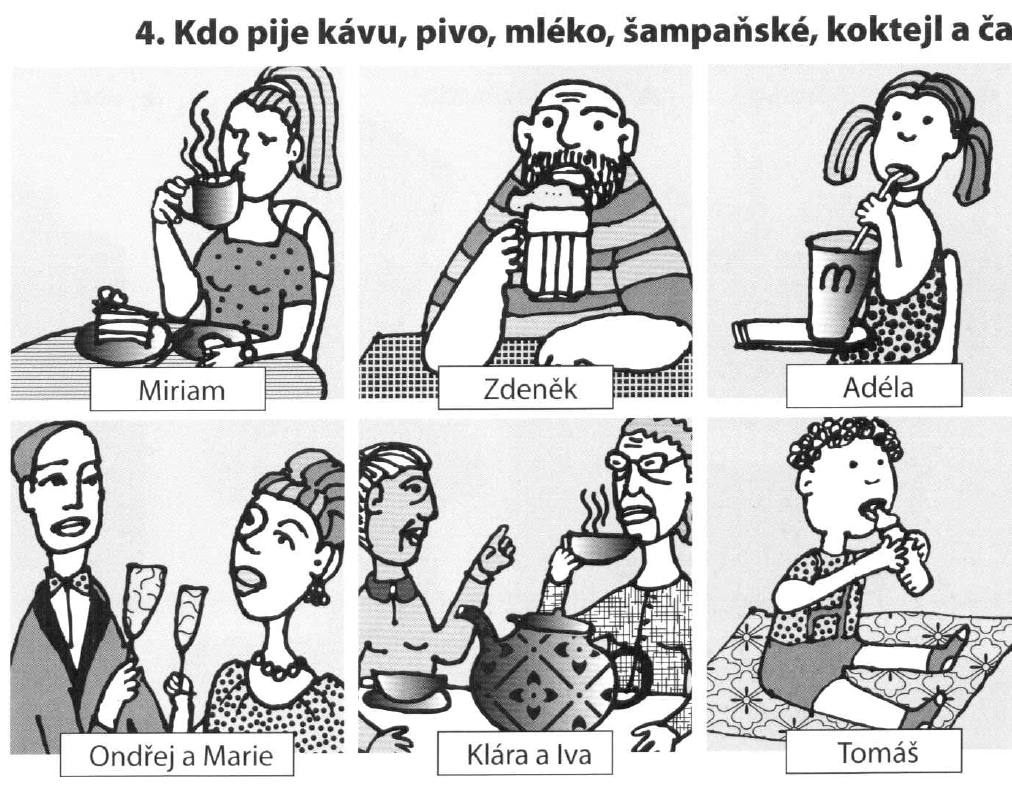 4. Kdo pije kávu, pivo, mléko, šampaňské, koktejl a ča
Miriam
Zdeněk
m
Adéla
Ondřej a Marie
Klára a Iva
Tomáš